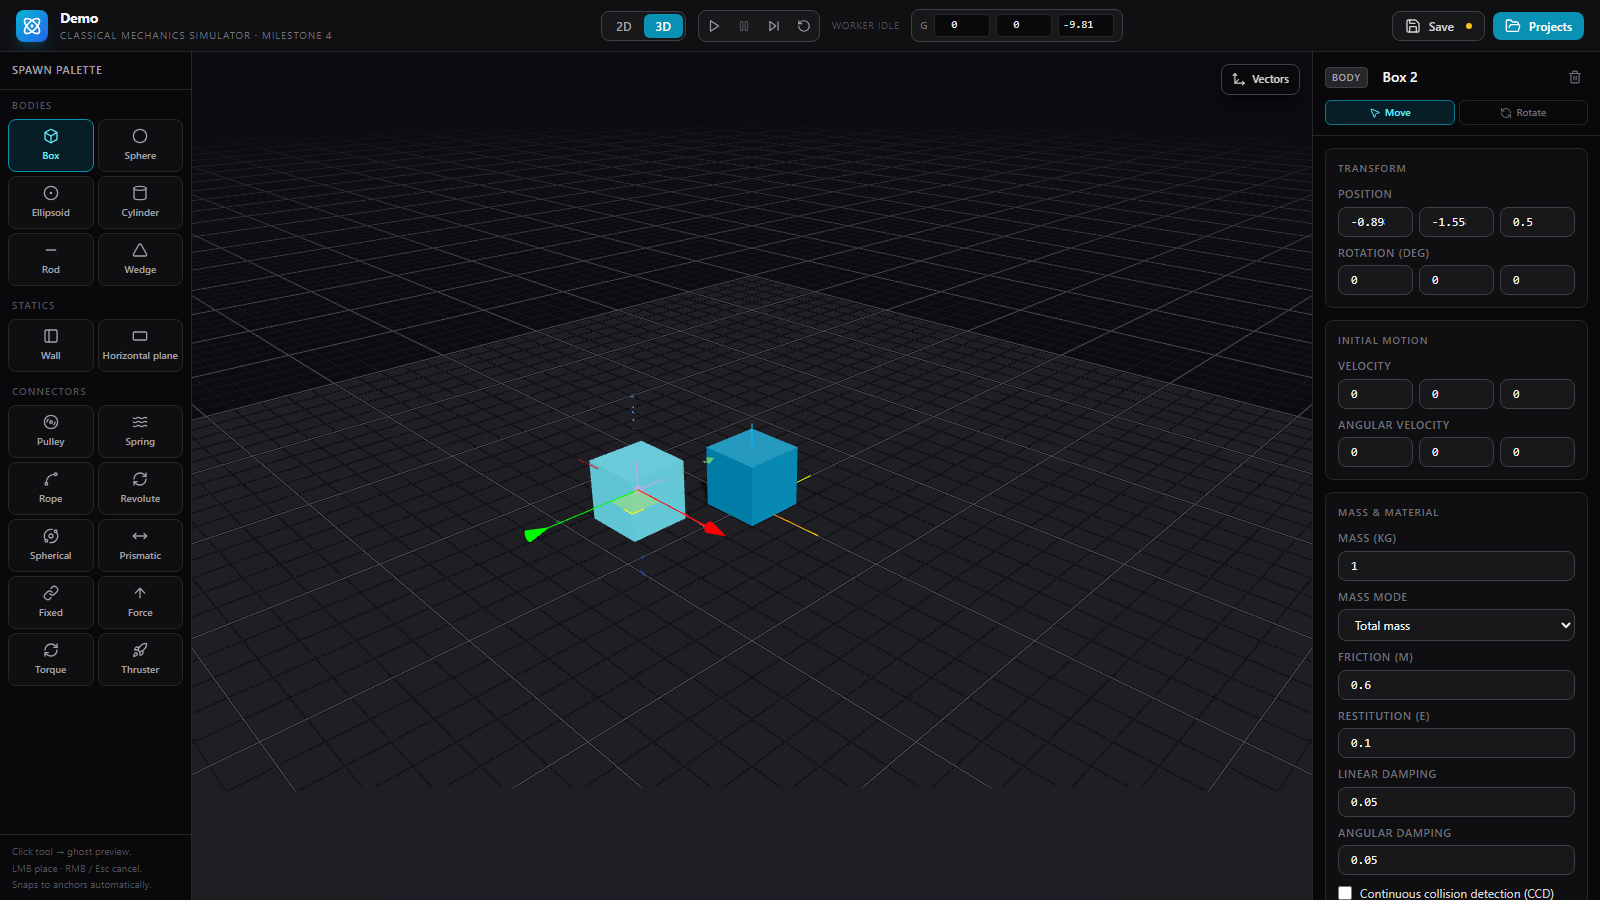 Demo
CLASSICAL MECHANICS SIMULATOR · MILESTONE 4
2D 3D
WORKER IDLE
G 0 0 -9.81
Save
Projects
SPAWN PALETTE
BODIES
Box Sphere
Ellipsoid Cylinder
Rod Wedge
STATICS
Wall Horizontal plane
CONNECTORS
Pulley Spring
Rope Revolute
Spherical Prismatic
Fixed Force
Torque Thruster
Click tool → ghost preview.
LMB place · RMB / Esc cancel.
Snaps to anchors automatically.
Vectors
BODY Box 2
Move Rotate
TRANSFORM
POSITION
-0.89 -1.55 0.5
ROTATION (DEG)
0 0 0
INITIAL MOTION
VELOCITY
0 0 0
ANGULAR VELOCITY
0 0 0
MASS & MATERIAL
MASS (KG)
1
MASS MODE
Total mass
FRICTION (Μ)
0.6
RESTITUTION (E)
0.1
LINEAR DAMPING
0.05
ANGULAR DAMPING
0.05
Continuous collision detection (CCD)